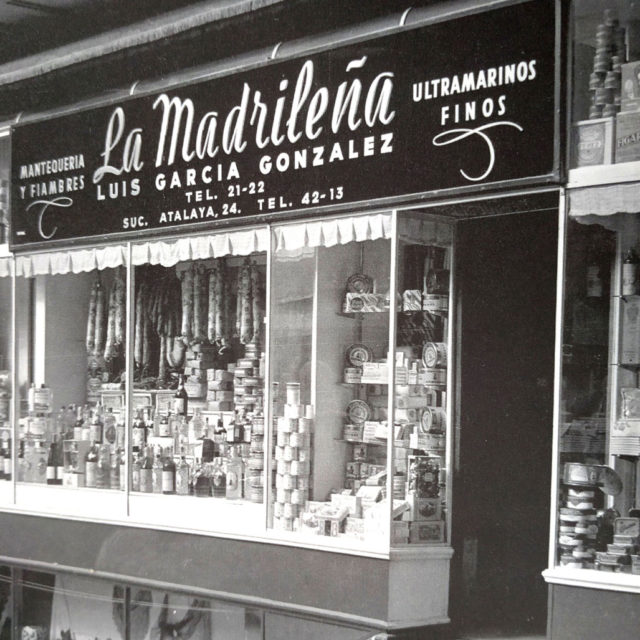 MANTEQUERIA
Y FIAMBRES
La Madrileña
LUIS GARCIA GONZALEZ
TEL. 21-22
SUC. ATALAYA, 24. TEL. 42-13
ULTRAMARINOS
FINOS